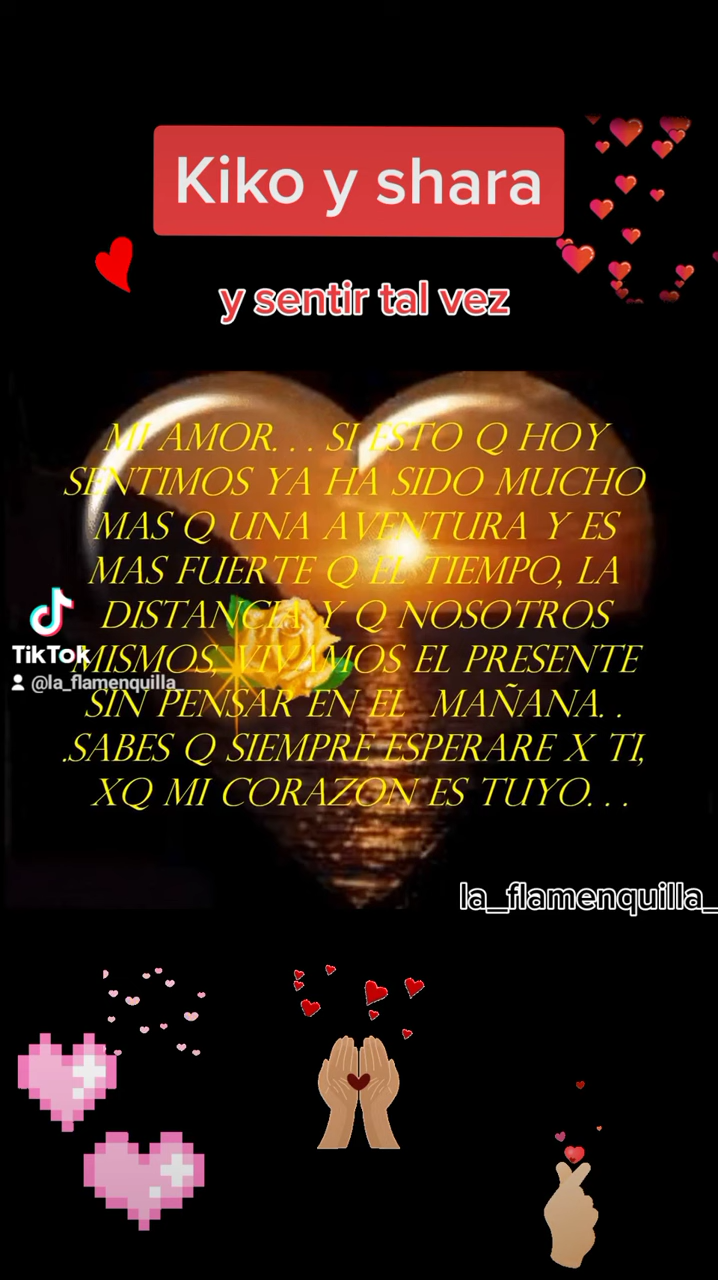 Kiko y shara
y sentir tal vez
MI AMOR. . . SI ESTO Q HOY
SENTIMOS YA HA SIDO MUCHO
MAS Q UNA AVENTURA Y ES
MAS FUERTE Q EL TIEMPO, LA
DISTANCIA Y Q NOSOTROS
MISMOS, VIVAMOS EL PRESENTE
SIN PENSAR EN EL MAÑANA. .
.SABES Q SIEMPRE ESPERARE X TI,
XQ MI CORAZON ES TUYO. . .
TikTok
@la_flamenquilla_
la_flamenquilla_